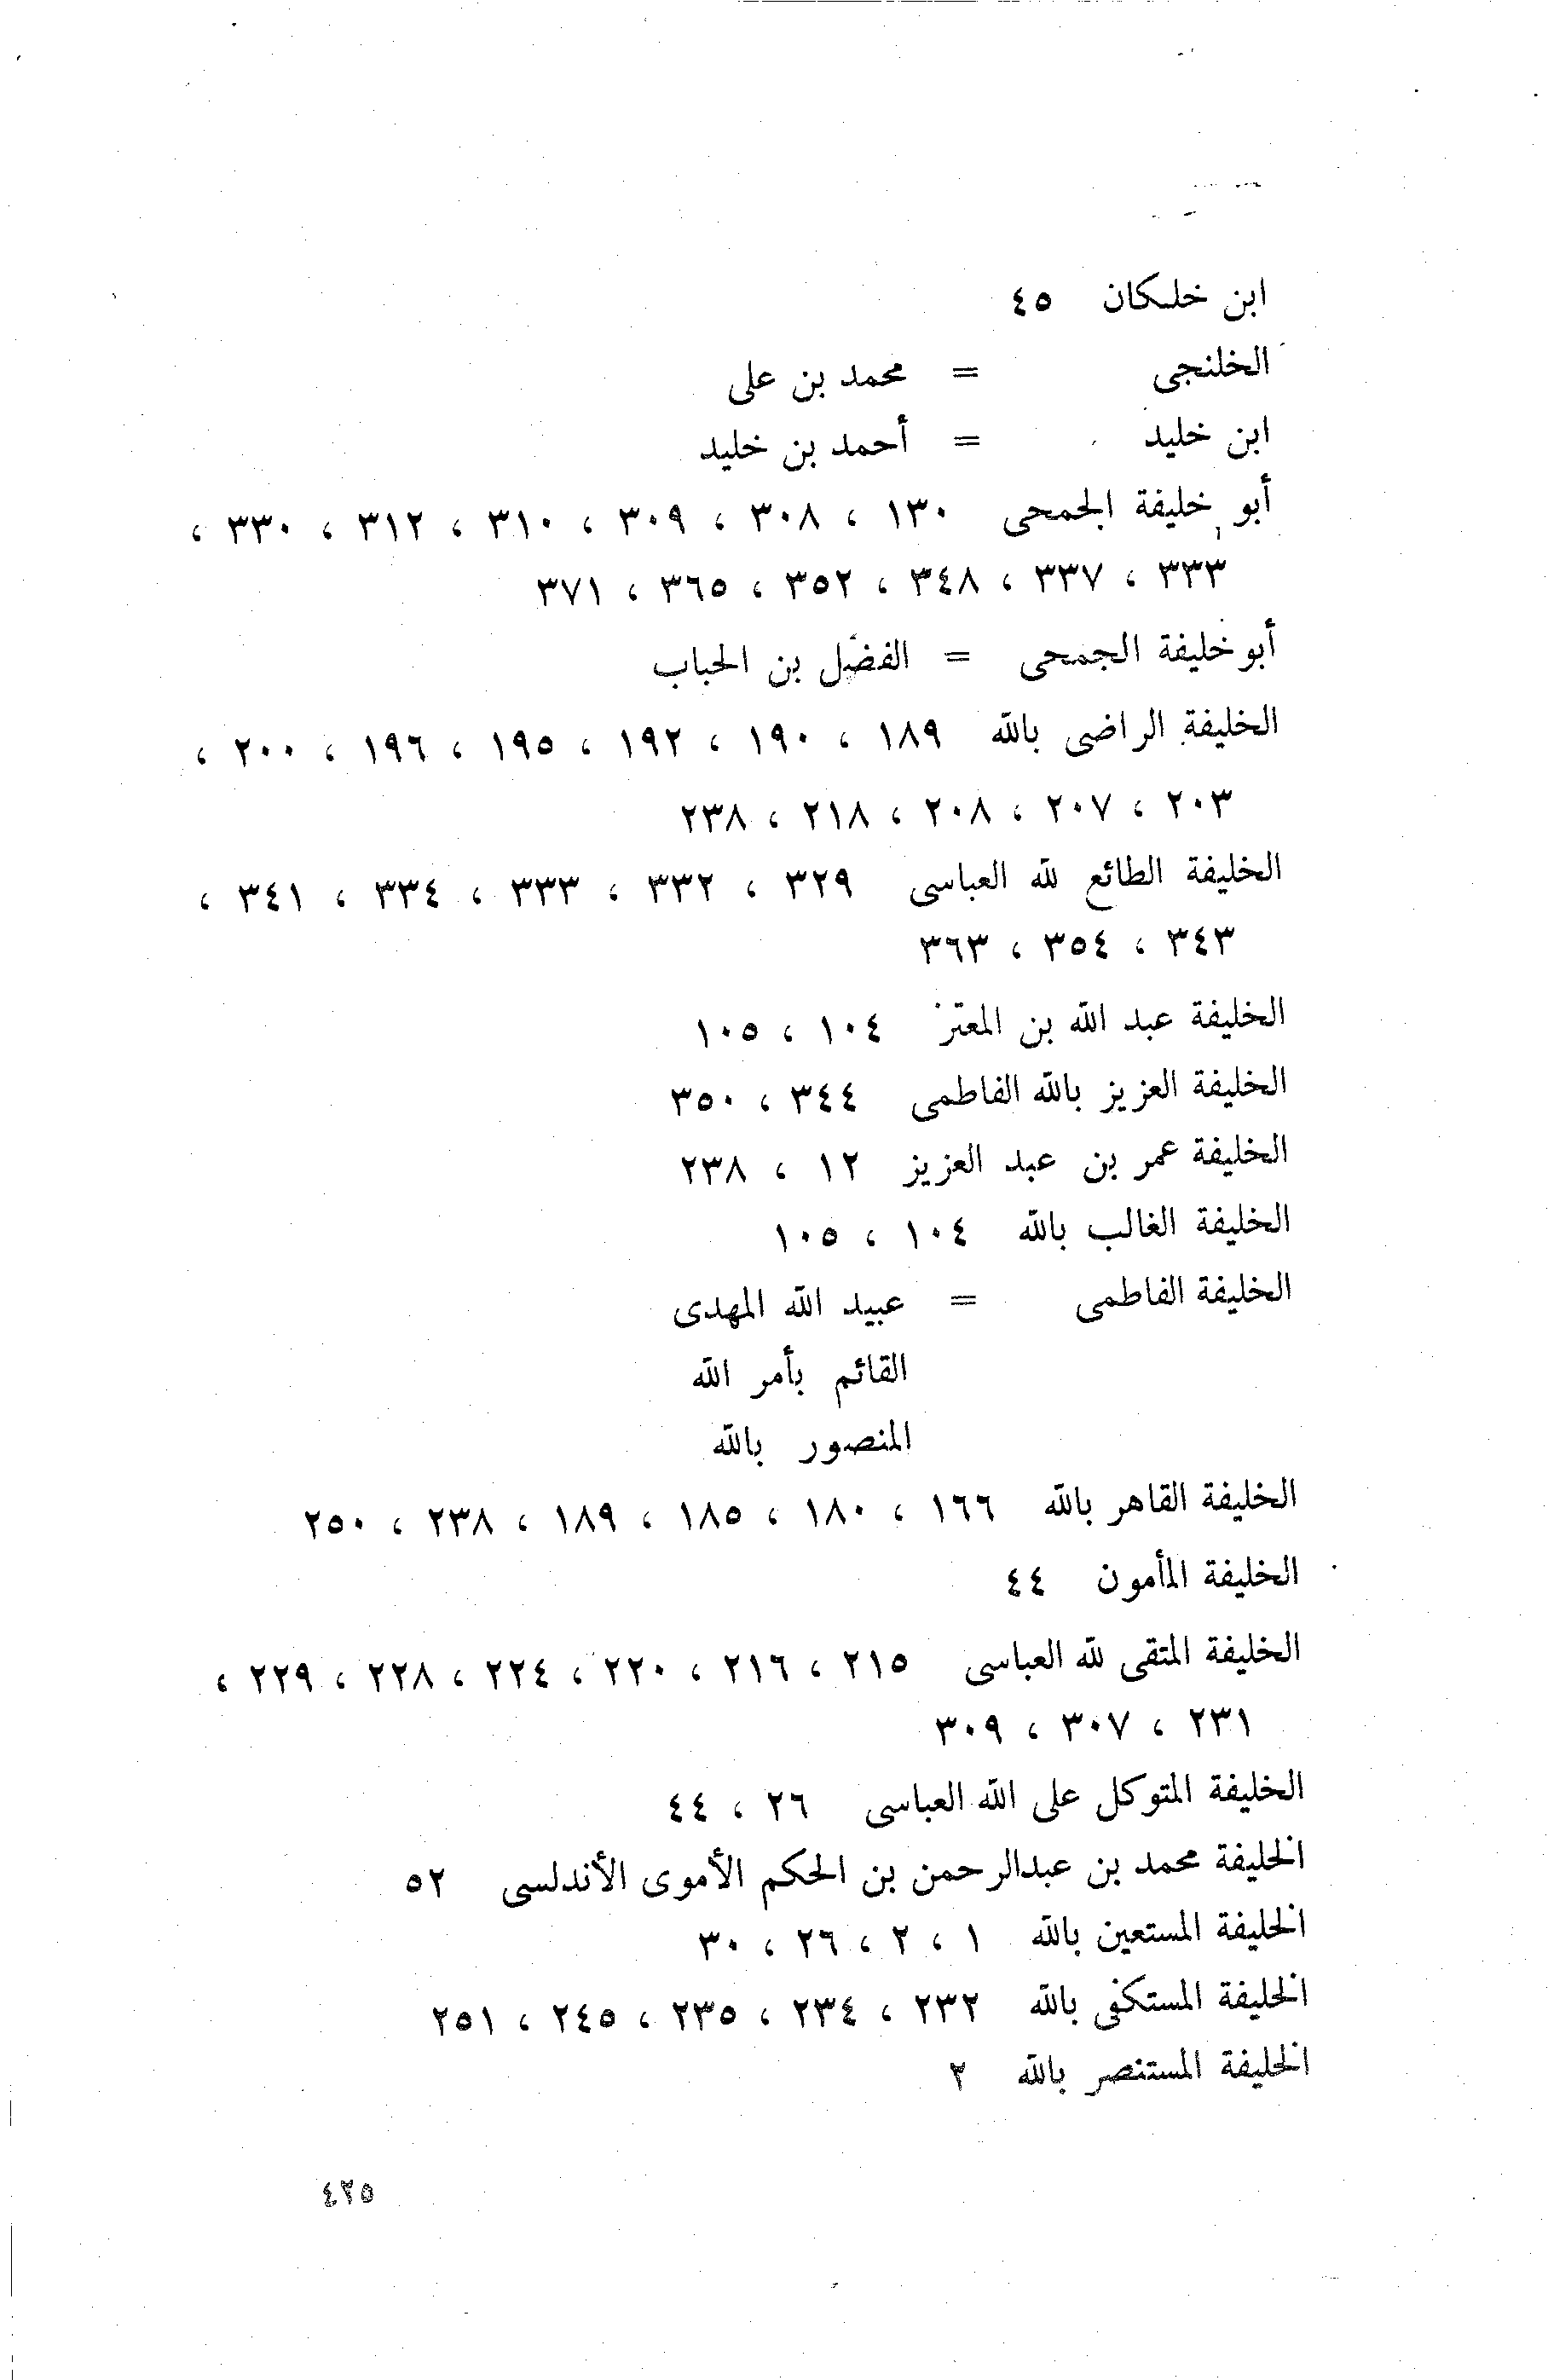 ابن خلكان ٤٥
الخلنجى = محمد بن على
ابن خليد = أحمد بن خليد
أبو خليفة الجمحى ١٣٠ ، ٣٠٨ ، ٣٠٩ ، ٣١٠ ، ٣١٢ ، ٣٣٠ ،
٣٣٣ ، ٣٣٧ ، ٣٤٨ ، ٣٥٢ ، ٣٦٥ ، ٣٧١
أبو خليفة الجمحى = الفضل بن الحباب
الخليفة الراضى بالله ١٨٩ ، ١٩٠ ، ١٩٢ ، ١٩٥ ، ١٩٦ ، ٢٠٠ ،
٢٠٣ ، ٢٠٧ ، ٢٠٨ ، ٢١٨ ، ٢٣٨
الخليفة الطائع لله العباسى ٣٢٩ ، ٣٣٢ ، ٣٣٣ ، ٣٣٤ ، ٣٤١ ،
٣٤٣ ، ٣٥٤ ، ٣٦٣
الخليفة عبد الله بن المعتز ١٠٤ ، ١٠٥
الخليفة العزيز بالله الفاطمى ٣٤٤ ، ٣٥٠
الخليفة عمر بن عبد العزيز ١٢ ، ٢٣٨
الخليفة الغالب بالله ١٠٤ ، ١٠٥
الخليفة الفاطمى = عبيد الله المهدى
القائم بأمر الله
المنصور بالله
الخليفة القاهر بالله ١٦٦ ، ١٨٠ ، ١٨٥ ، ١٨٩ ، ٢٣٨ ، ٢٥٠
الخليفة المأمون ٤٤
الخليفة المتقى لله العباسى ٢١٥ ، ٢١٦ ، ٢٢٠ ، ٢٢٤ ، ٢٢٨ ، ٢٢٩ ،
٢٣١ ، ٣٠٧ ، ٣٠٩
الخليفة المتوكل على الله العباسى ٢٦ ، ٤٤
الخليفة محمد بن عبدالرحمن بن الحكم الأموى الأندلسى ٥٢
الخليفة المستعين بالله ١ ، ٢ ، ٢٦ ، ٣٠
الخليفة المستكفى بالله ٢٣٢ ، ٢٣٤ ، ٢٣٥ ، ٢٤٥ ، ٢٥١
الخليفة المستنصر بالله ٢
٤٢٥